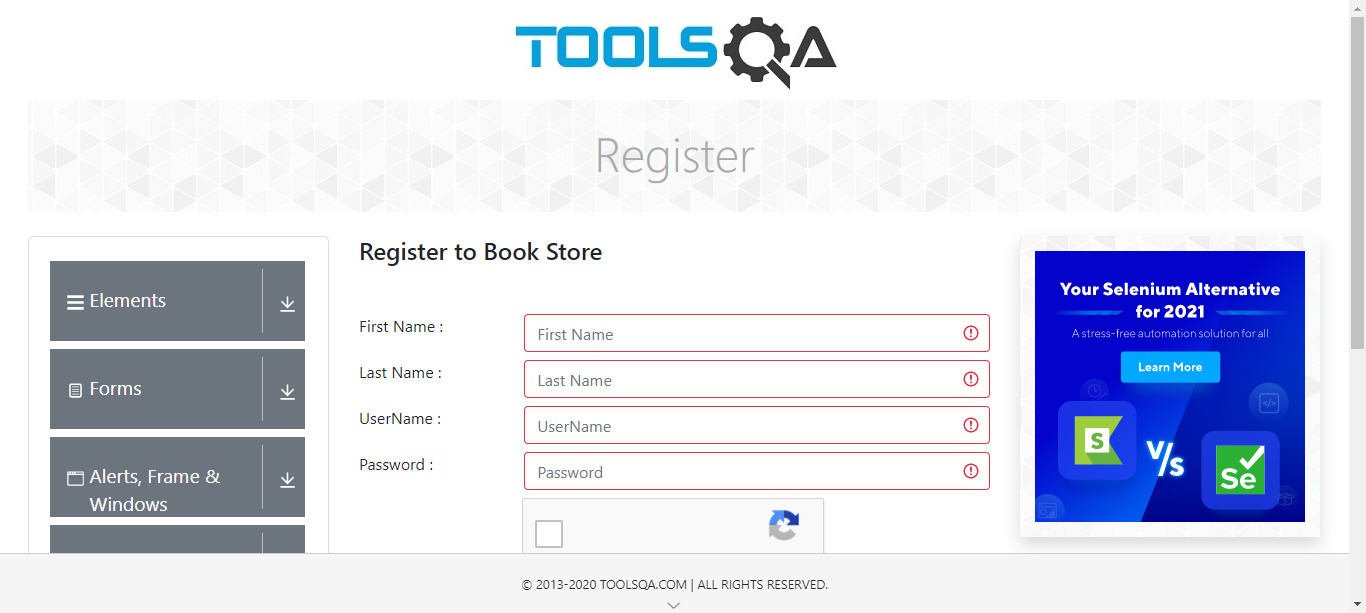 TOOLSQA
Register
Elements
Forms
Alerts, Frame &
Windows
Register to Book Store
First Name :
First Name
Last Name :
Last Name
UserName :
UserName
Password :
Password
Your Selenium Alternative
for 2021
A stress-free automation solution for all
Learn More
S
V/s
Se
</>
© 2013-2020 TOOLSQA.COM | ALL RIGHTS RESERVED.